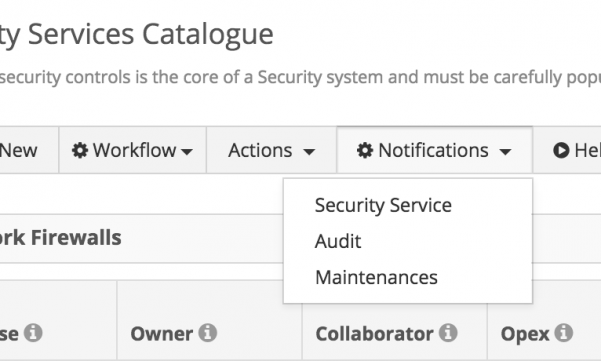 ty Services Catalogue
security controls is the core of a Security system and must be carefully popu
New Workflow Actions Notifications Hel
Security Service
Audit
Maintenances
ork Firewalls
se Owner Collaborator Opex